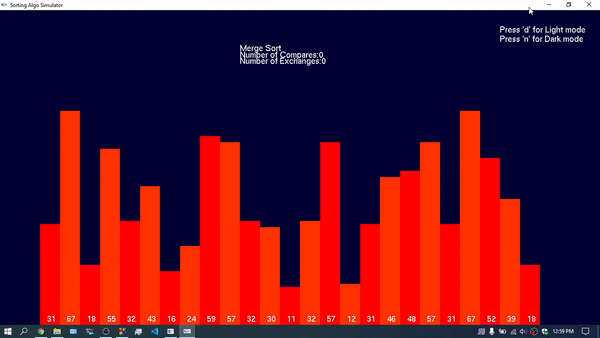 Sorting Algo Simulator
Press 'd' for Light mode
Press 'n' for Dark mode
Merge Sort
Number of Compares:0
Number of Exchanges:0
31 67 18 55 32 43 16 24 59 57 32 30 11 32 57 12 31 46 48 57 31 67 52 39 18
12:59 PM